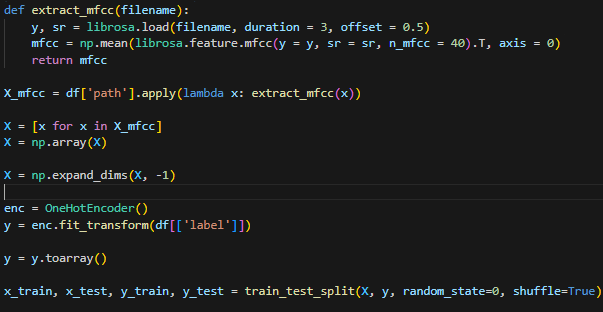 def extract_mfcc(filename):
    y, sr = librosa.load(filename, duration = 3, offset = 0.5)
    mfcc = np.mean(librosa.feature.mfcc(y = y, sr = sr, n_mfcc = 40).T, axis = 0)
    return mfcc

X_mfcc = df['path'].apply(lambda x: extract_mfcc(x))

X = [x for x in X_mfcc]
X = np.array(X)

X = np.expand_dims(X, -1)

enc = OneHotEncoder()
y = enc.fit_transform(df[['label']])

y = y.toarray()

x_train, x_test, y_train, y_test = train_test_split(X, y, random_state=0, shuffle=True)